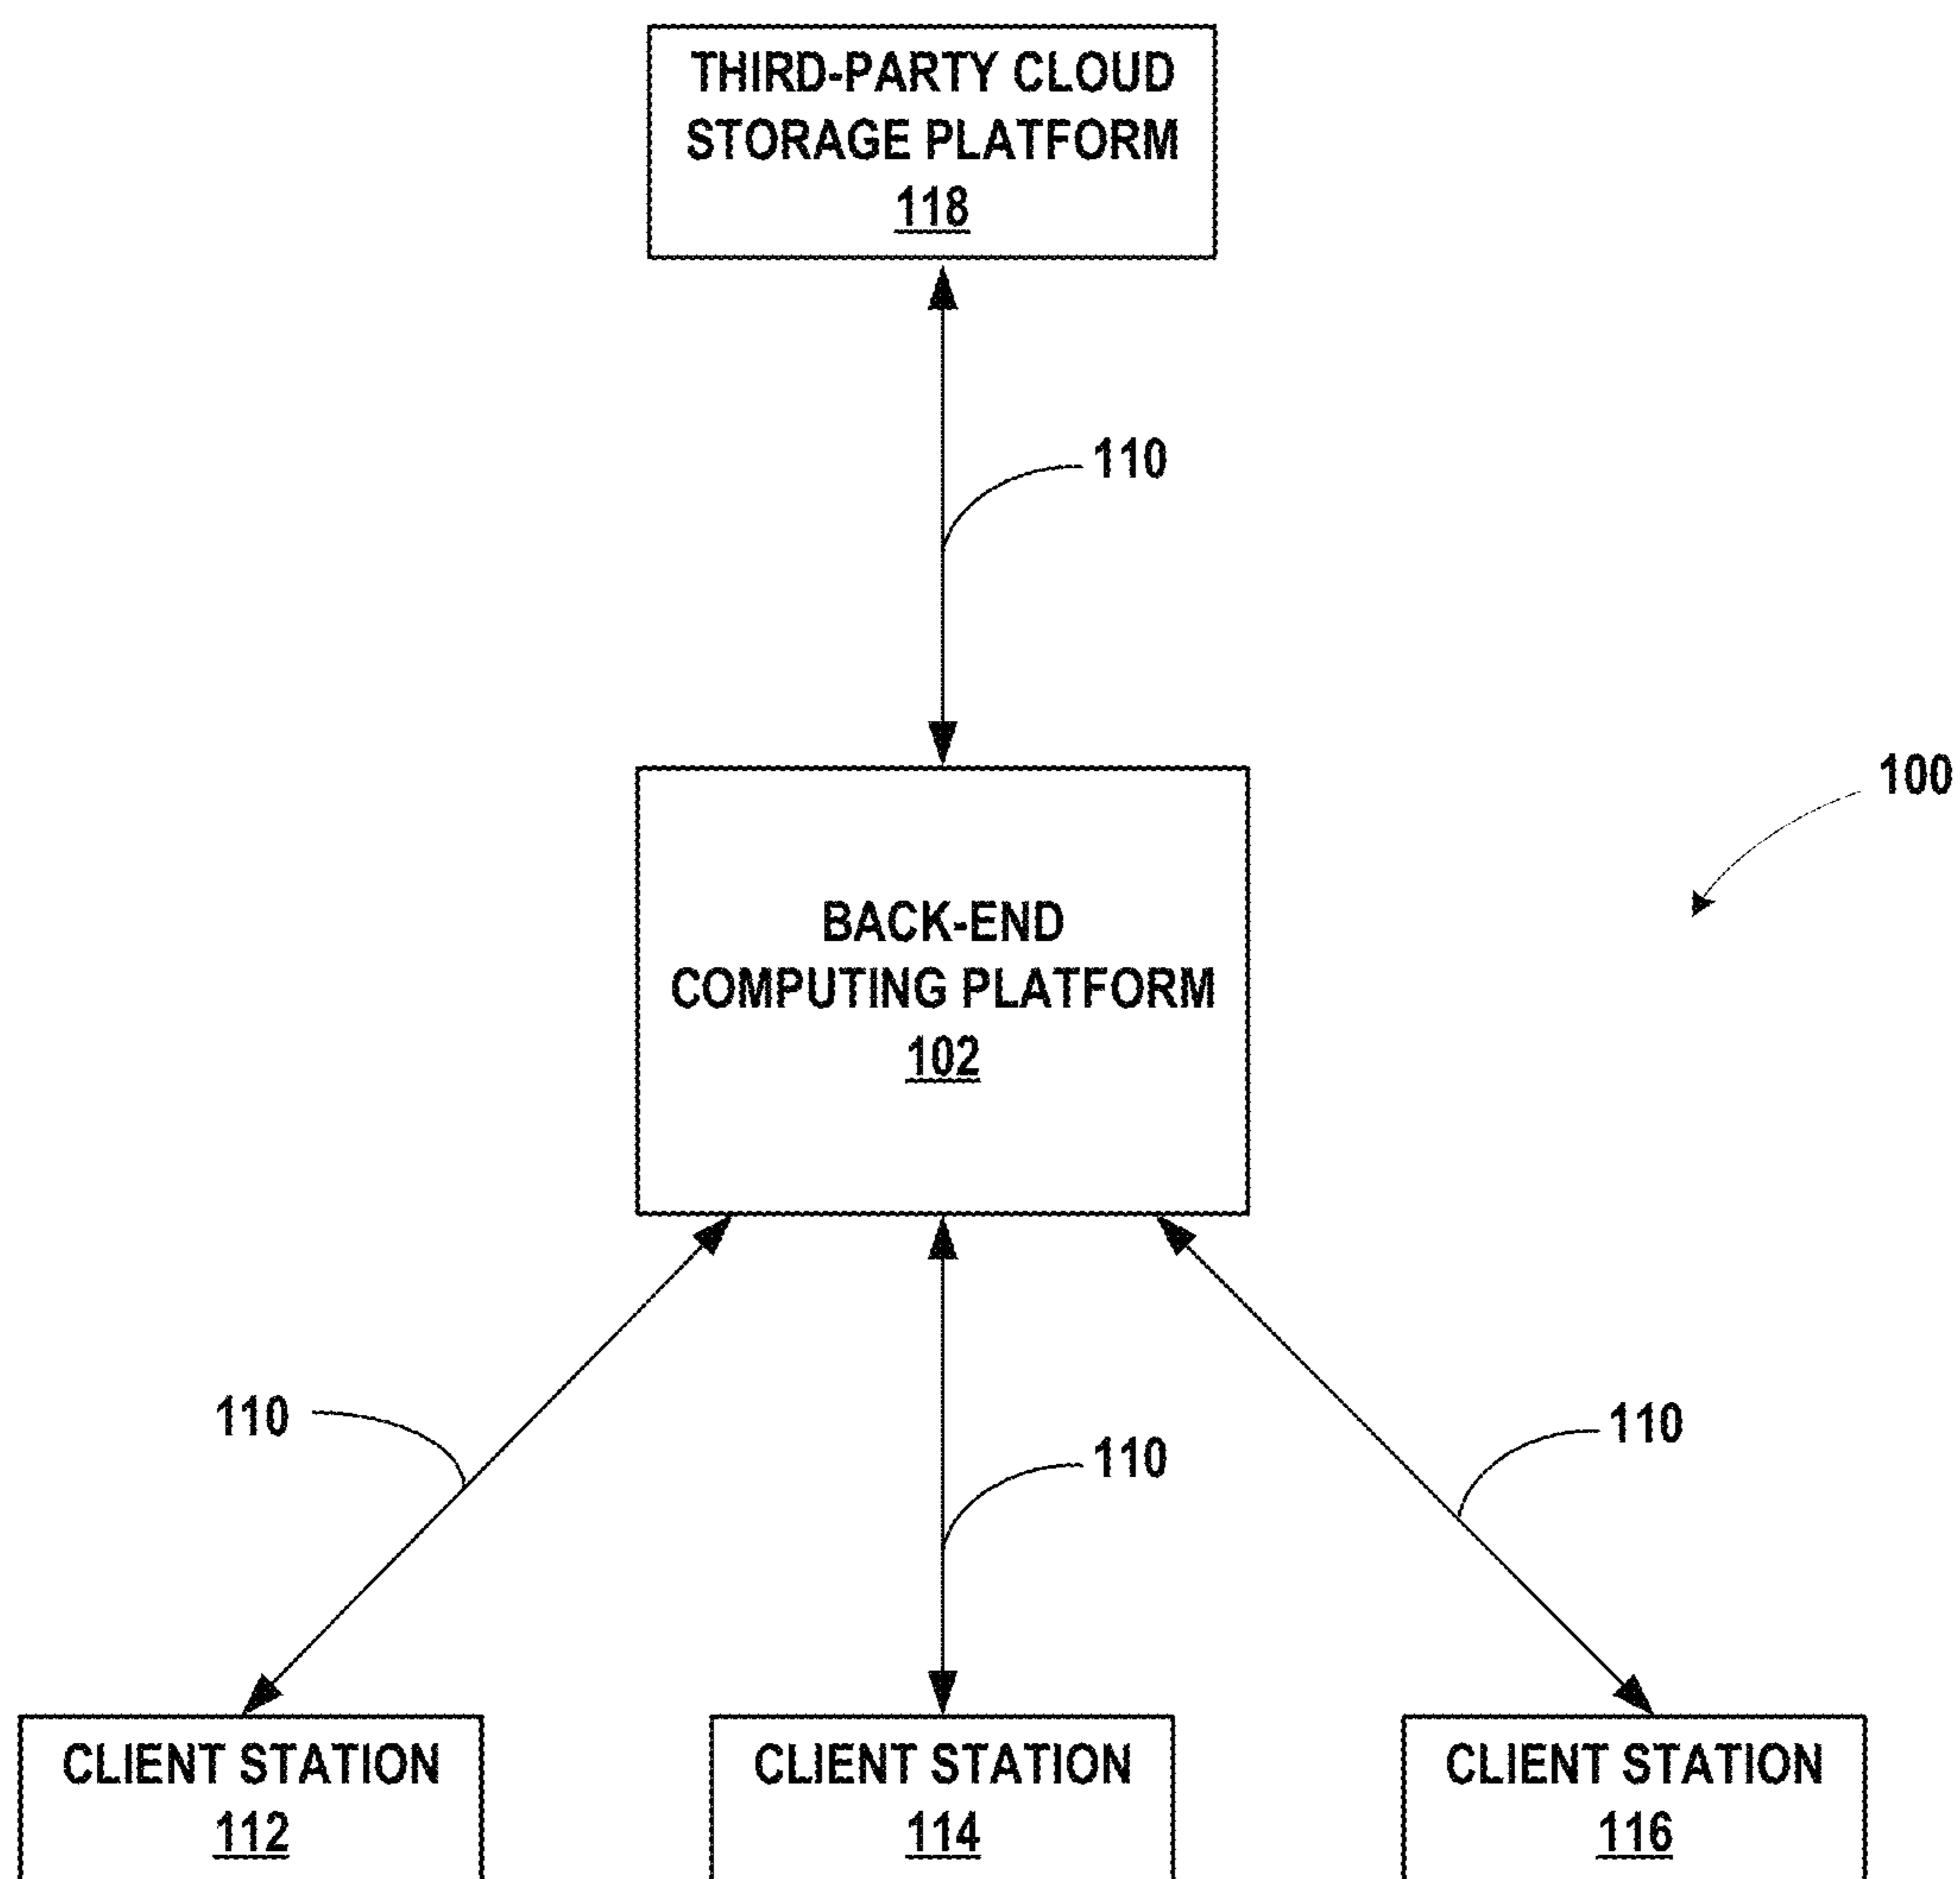 THIRD-PARTY CLOUD
STORAGE PLATFORM
118
110
100
BACK-END
COMPUTING PLATFORM
102
110
110
110
CLIENT STATION
112
CLIENT STATION
114
CLIENT STATION
116